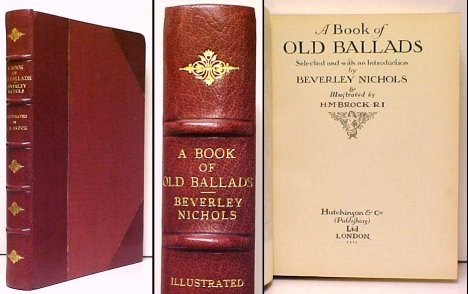 A BOOK
OF
OLD BALLADS
BEVERLEY
NICHOLS
ILLUSTRATED
BY
H.M. BROCK
A BOOK
OF
OLD BALLADS
BEVERLEY
NICHOLS
ILLUSTRATED
A Book of
OLD BALLADS
Selected and with an Introduction
by
BEVERLEY NICHOLS
&
Illustrated by
H·M·BROCK R·I
Hutchinson & Co
(Publishers)
Ltd
LONDON